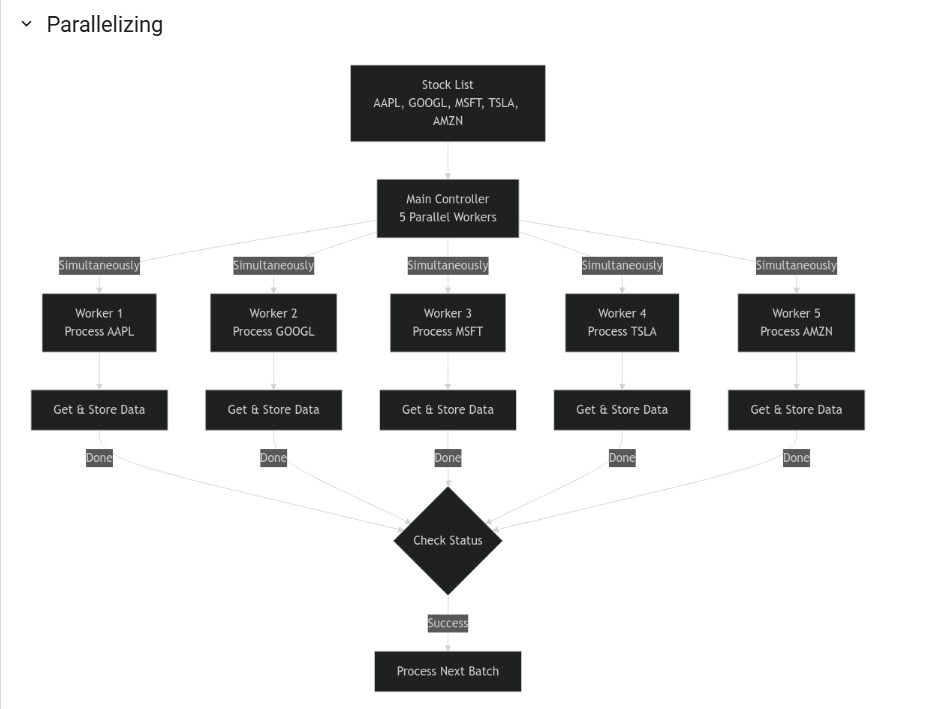 Parallelizing
Stock List
AAPL, GOOGL, MSFT, TSLA,
AMZN
Main Controller
5 Parallel Workers
Simultaneously
Simultaneously
Simultaneously
Simultaneously
Simultaneously
Worker 1
Process AAPL
Worker 2
Process GOOGL
Worker 3
Process MSFT
Worker 4
Process TSLA
Worker 5
Process AMZN
Get & Store Data
Get & Store Data
Get & Store Data
Get & Store Data
Get & Store Data
Done
Done
Done
Done
Done
Check Status
Success
Process Next Batch